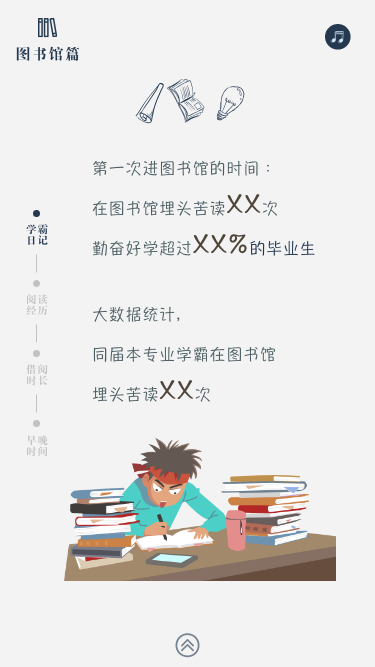 图书馆篇
第一次进图书馆的时间：
在图书馆埋头苦读XX次
勤奋好学超过XX%的毕业生
大数据统计,
同届本专业学霸在图书馆
埋头苦读XX次
学霸
日记
阅读
经历
借阅
时长
早晚
时间